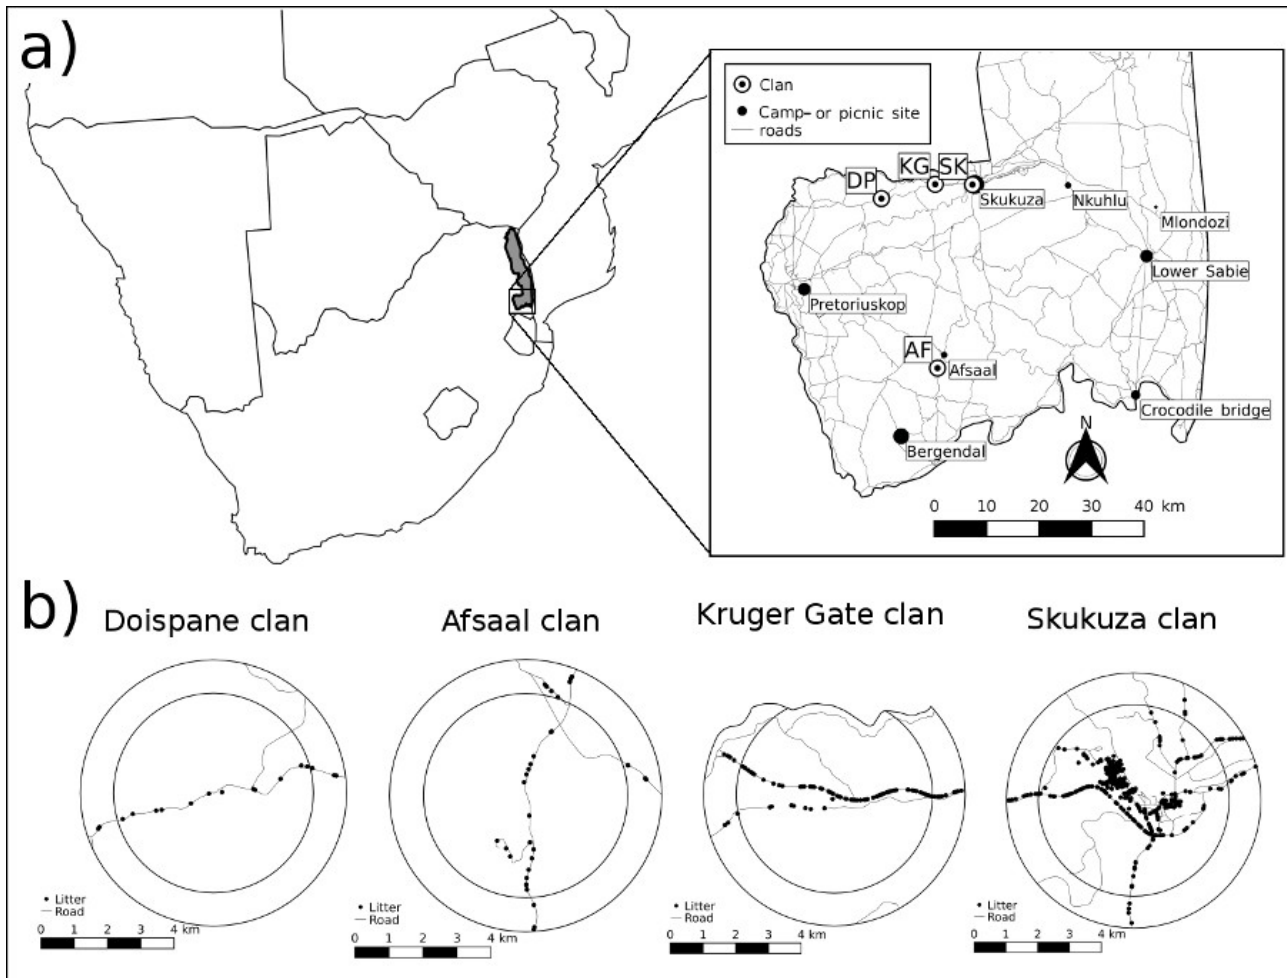 a)
Clan
Camp- or picnic site
roads
DP
KG
SK
Skukuza
Nkuhlu
Mlondozi
Lower Sabie
Pretoriuskop
AF
Afsaal
Crocodile bridge
Bergendal
N
0 10 20 30 40 km
b)
Doispane clan
Afsaal clan
Kruger Gate clan
Skukuza clan
Litter
Road
0 1 2 3 4 km
Litter
Road
0 1 2 3 4 km
Litter
Road
0 1 2 3 4 km
Litter
Road
0 1 2 3 4 km